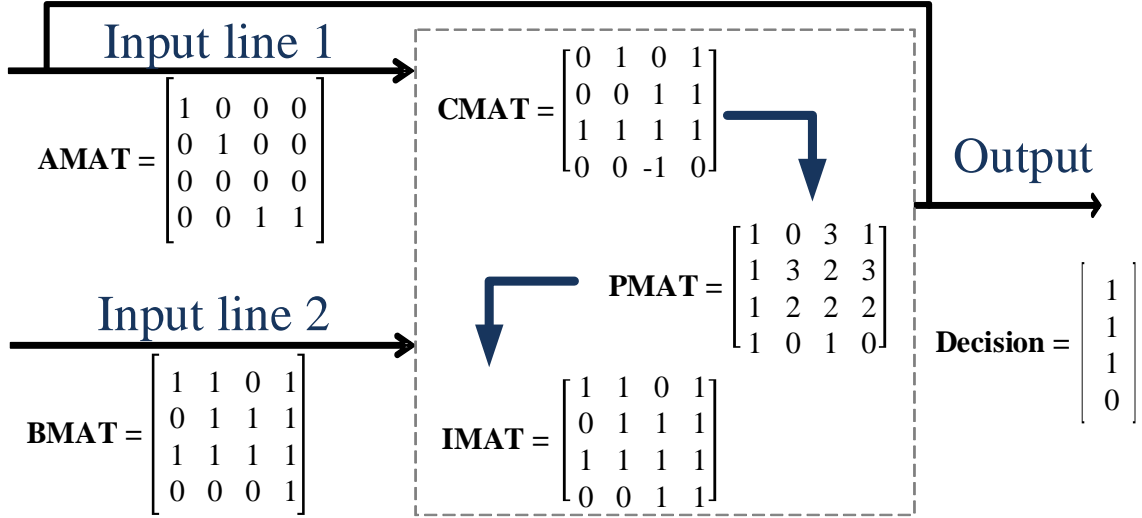 Input line 1
AMAT =
1 0 0 0
0 1 0 0
0 0 0 0
0 0 1 1
Input line 2
BMAT =
1 1 0 1
0 1 1 1
1 1 1 1
0 0 0 1
CMAT =
0 1 0 1
0 0 1 1
1 1 1 1
0 0 -1 0
PMAT =
1 0 3 1
1 3 2 3
1 2 2 2
1 0 1 0
IMAT =
1 1 0 1
0 1 1 1
1 1 1 1
0 0 1 1
Output
Decision =
1
1
1
0